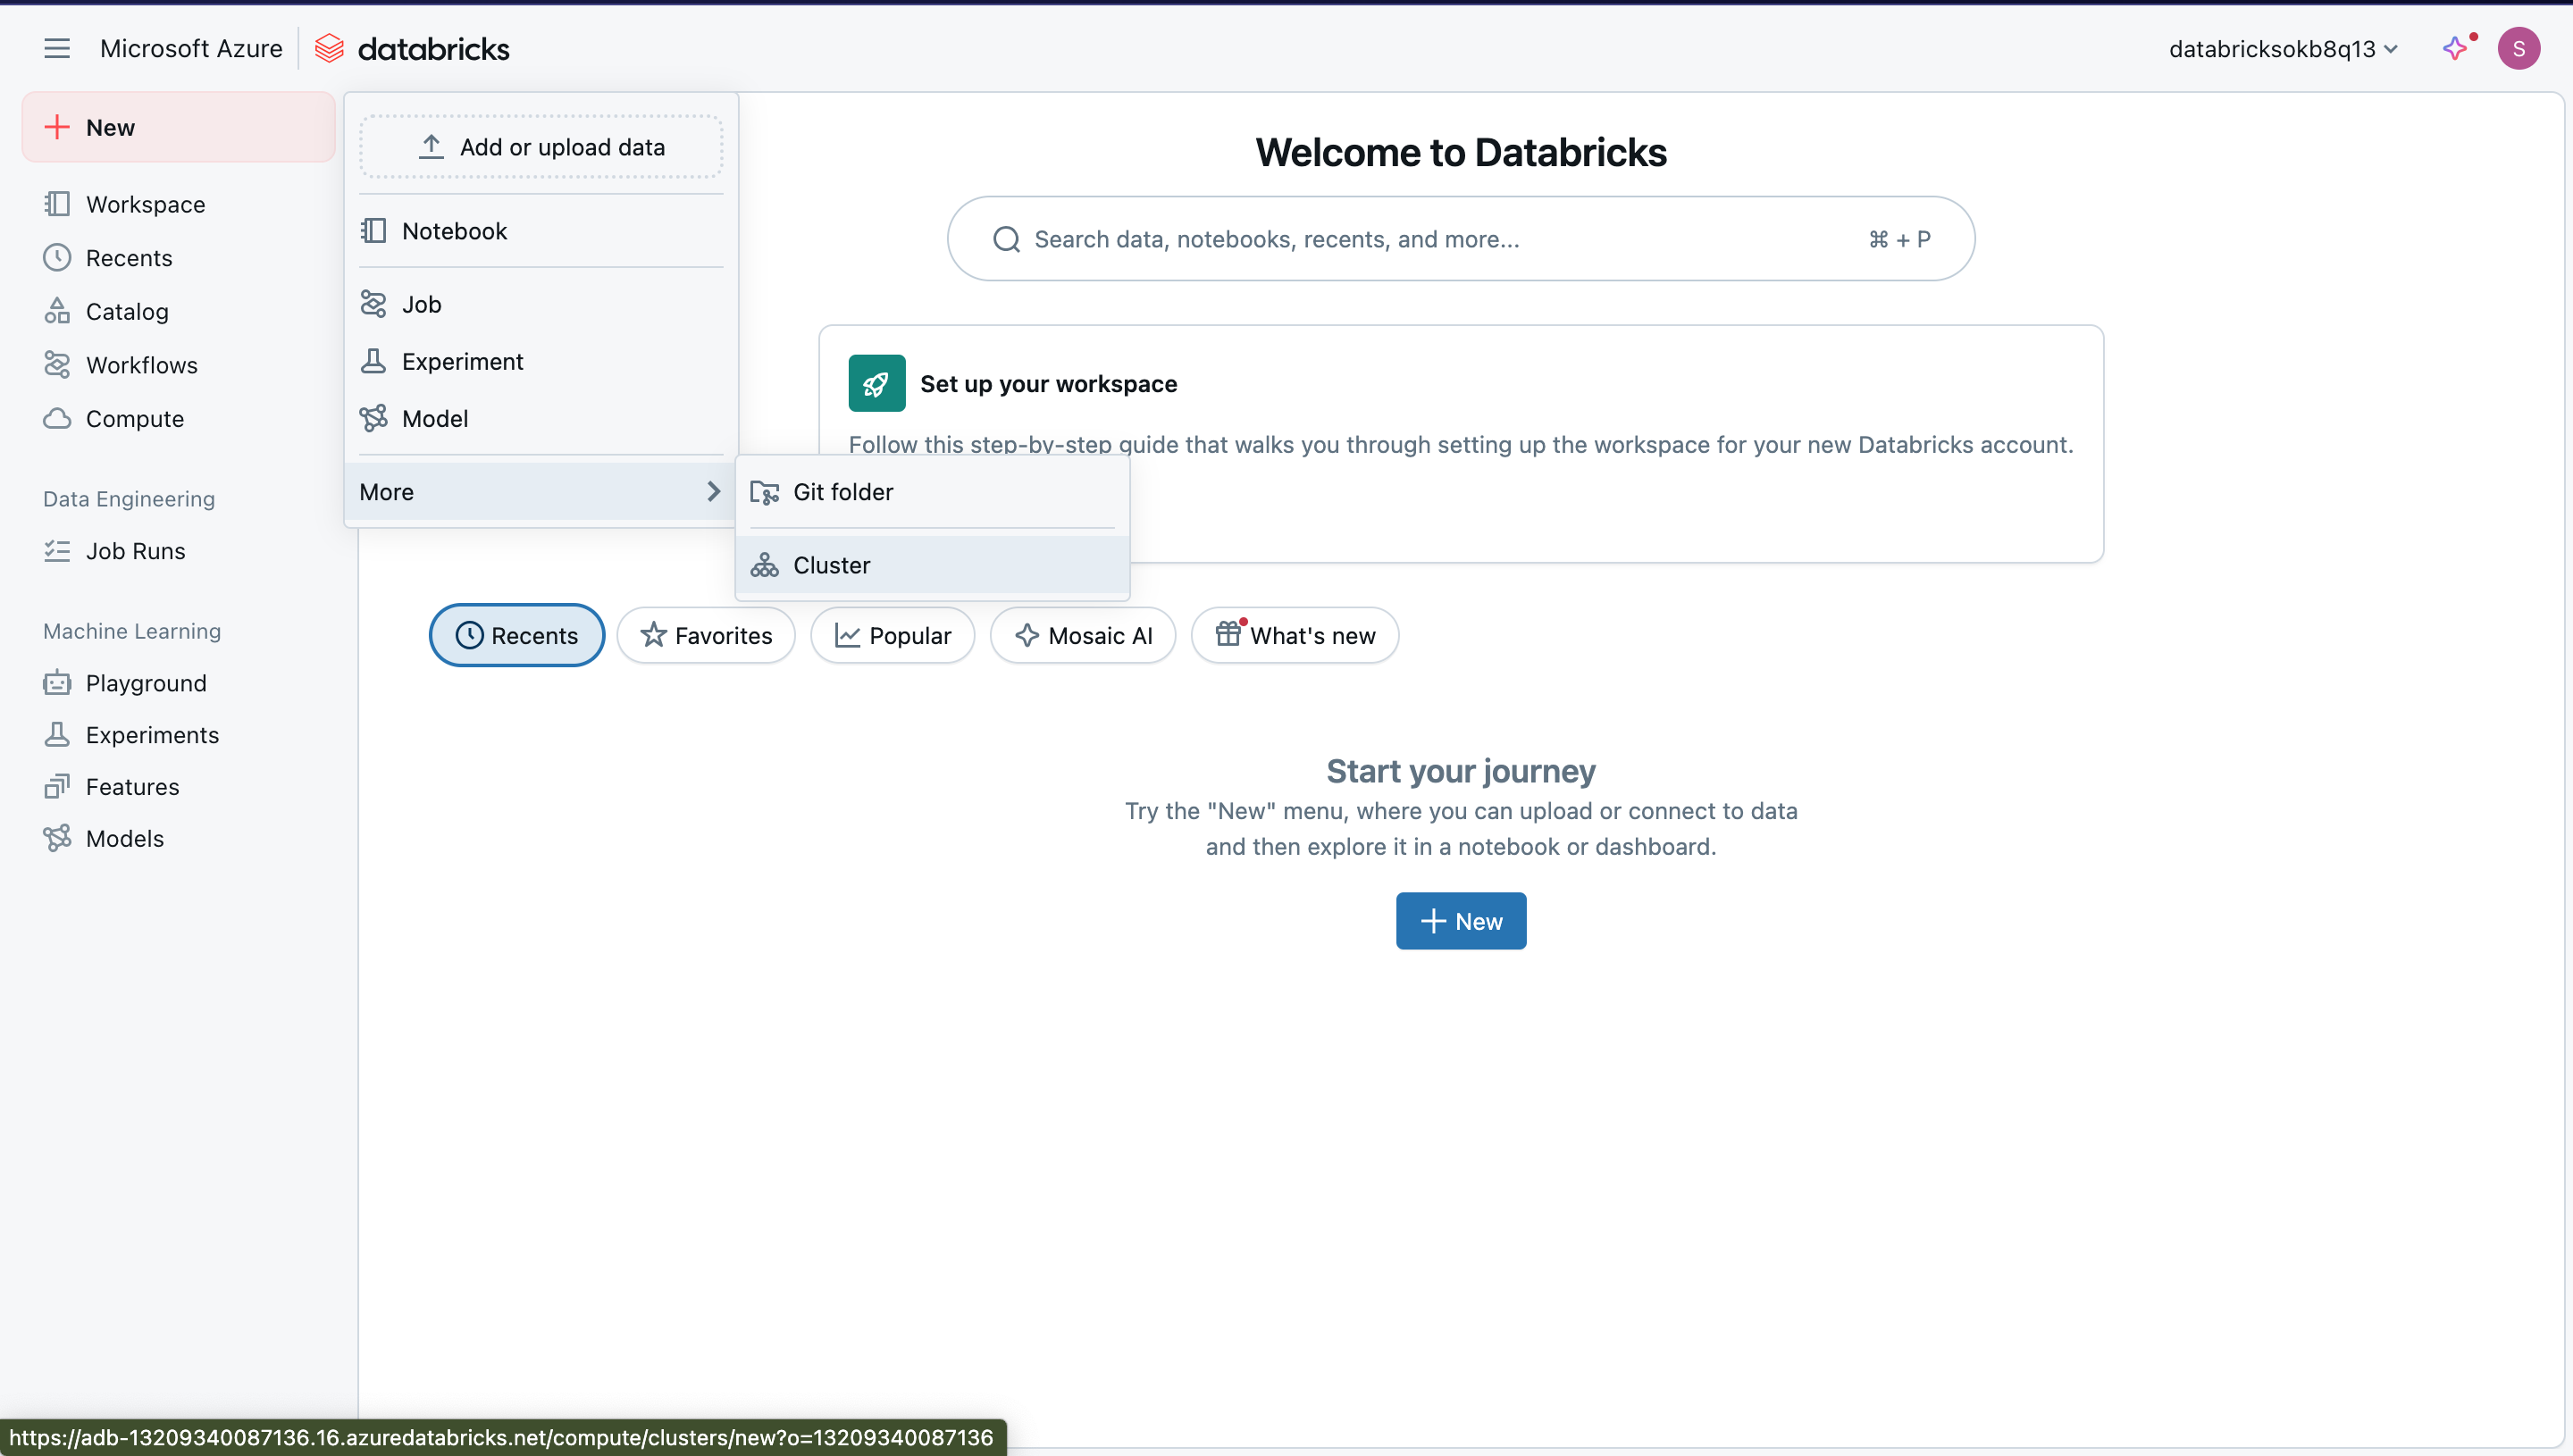 Microsoft Azure
databricks
databricksokb8q13
S
New
Workspace
Recents
Catalog
Workflows
Compute
Data Engineering
Job Runs
Machine Learning
Playground
Experiments
Features
Models
Add or upload data
Notebook
Job
Experiment
Model
More
Git folder
Cluster
Welcome to Databricks
Search data, notebooks, recents, and more...
⌘ + P
Set up your workspace
Follow this step-by-step guide that walks you through setting up the workspace for your new Databricks account.
Recents
Favorites
Popular
Mosaic AI
What's new
Start your journey
Try the "New" menu, where you can upload or connect to data
and then explore it in a notebook or dashboard.
New
https://adb-13209340087136.16.azuredatabricks.net/compute/clusters/new?o=13209340087136